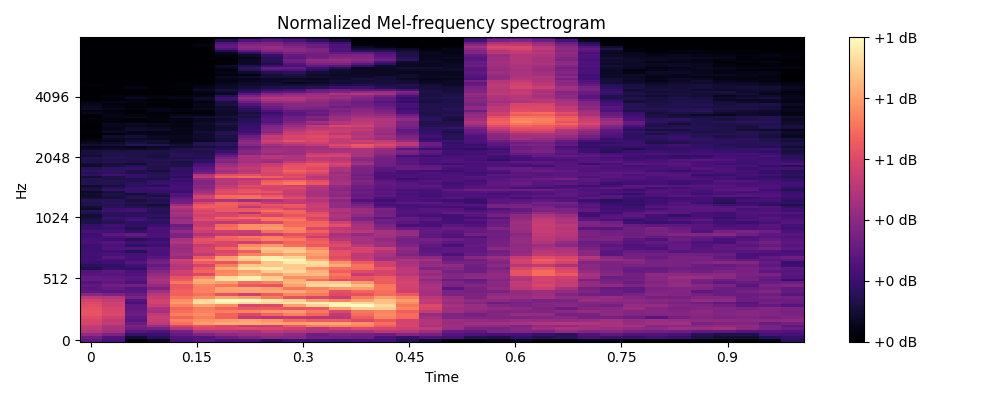 Normalized Mel-frequency spectrogram
Hz
4096
2048
1024
512
0
0 0.15 0.3 0.45 0.6 0.75 0.9
Time
+1 dB
+1 dB
+1 dB
+0 dB
+0 dB
+0 dB